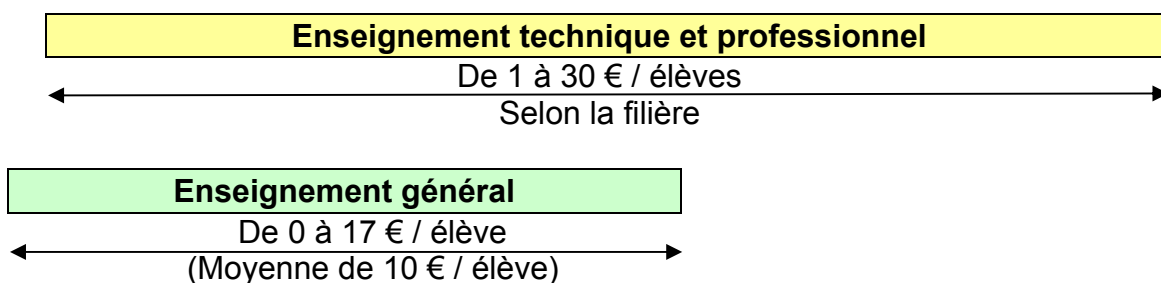 Enseignement technique et professionnel
De 1 à 30 € / élèves
Selon la filière
Enseignement général
De 0 à 17 € / élève
(Moyenne de 10 € / élève)